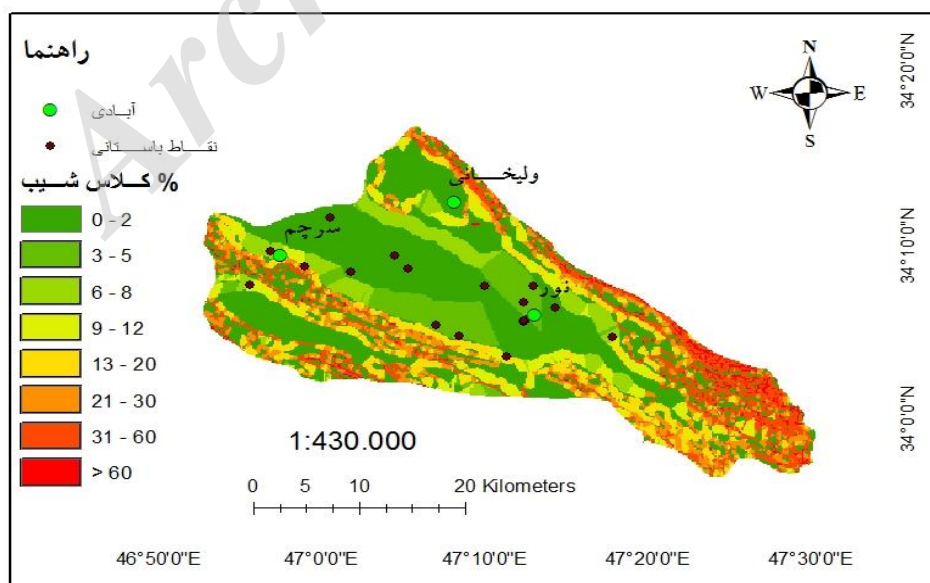 Arc
راهنما
آبادی
نقاط باستانی
کلاس شیب %
0 - 2
3 - 5
6 - 8
9 - 12
13 - 20
21 - 30
31 - 60
> 60
N
W
E
S
ولیخانی
سرچم
نور
1:430.000
0 5 10 20 Kilometers
34°20'0"N
34°10'0"N
34°0'0"N
46°50'0"E 47°0'0"E 47°10'0"E 47°20'0"E 47°30'0"E